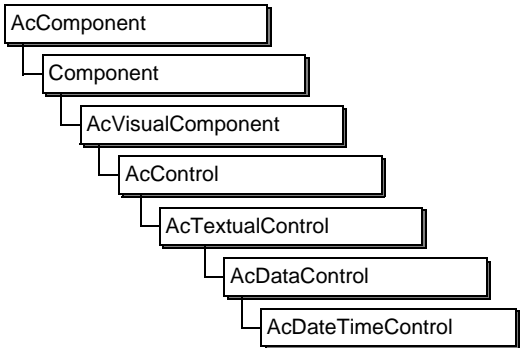 AcComponent
Component
AcVisualComponent
AcControl
AcTextualControl
AcDataControl
AcDateTimeControl